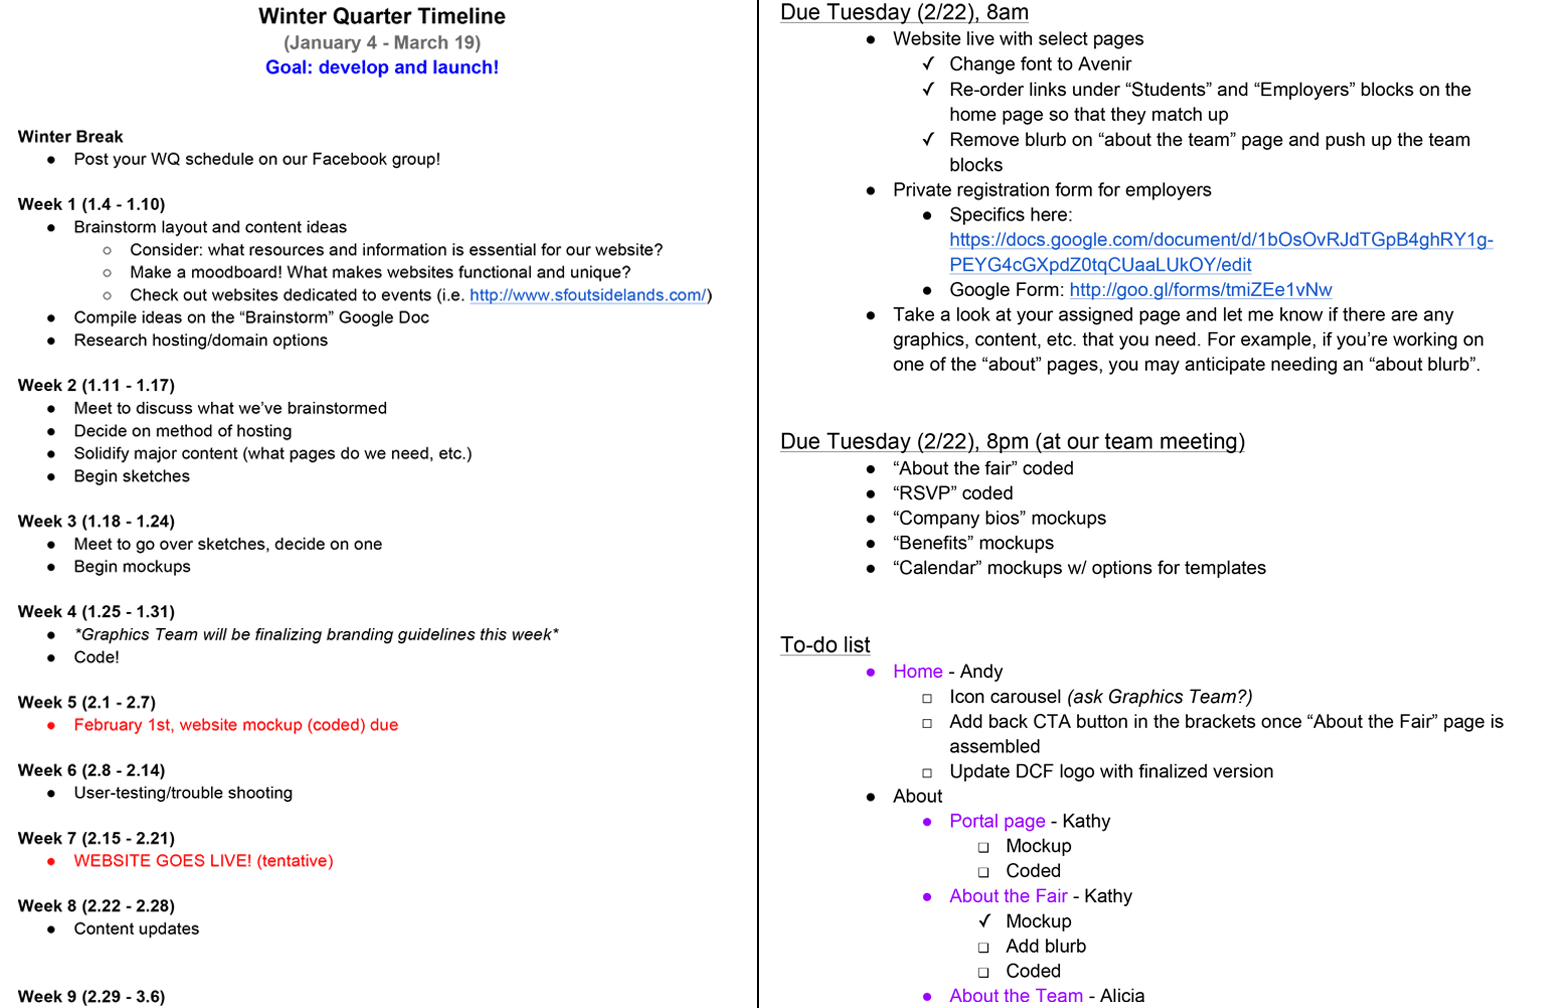 Winter Quarter Timeline
(January 4 - March 19)
Goal: develop and launch!
Winter Break
● Post your WQ schedule on our Facebook group!
Week 1 (1.4 - 1.10)
● Brainstorm layout and content ideas
○ Consider: what resources and information is essential for our website?
○ Make a moodboard! What makes websites functional and unique?
○ Check out websites dedicated to events (i.e. http://www.sfoutsidelands.com/)
● Compile ideas on the “Brainstorm” Google Doc
● Research hosting/domain options
Week 2 (1.11 - 1.17)
● Meet to discuss what we’ve brainstormed
● Decide on method of hosting
● Solidify major content (what pages do we need, etc.)
● Begin sketches
Week 3 (1.18 - 1.24)
● Meet to go over sketches, decide on one
● Begin mockups
Week 4 (1.25 - 1.31)
● *Graphics Team will be finalizing branding guidelines this week*
● Code!
Week 5 (2.1 - 2.7)
● February 1st, website mockup (coded) due
Week 6 (2.8 - 2.14)
● User-testing/trouble shooting
Week 7 (2.15 - 2.21)
● WEBSITE GOES LIVE! (tentative)
Week 8 (2.22 - 2.28)
● Content updates
Week 9 (2.29 - 3.6)
Due Tuesday (2/22), 8am
● Website live with select pages
✓ Change font to Avenir
✓ Re-order links under “Students” and “Employers” blocks on the
home page so that they match up
✓ Remove blurb on “about the team” page and push up the team
blocks
● Private registration form for employers
● Specifics here:
https://docs.google.com/document/d/1bOsOvRJdTGpB4ghRY1g-
PEYG4cGXpdZ0tqCUaaLUkOY/edit
● Google Form: http://goo.gl/forms/tmiZEe1vNw
● Take a look at your assigned page and let me know if there are any
graphics, content, etc. that you need. For example, if you’re working on
one of the “about” pages, you may anticipate needing an “about blurb”.
Due Tuesday (2/22), 8pm (at our team meeting)
● “About the fair” coded
● “RSVP” coded
● “Company bios” mockups
● “Benefits” mockups
● “Calendar” mockups w/ options for templates
To-do list
● Home - Andy
□ Icon carousel (ask Graphics Team?)
□ Add back CTA button in the brackets once “About the Fair” page is
assembled
□ Update DCF logo with finalized version
● About
● Portal page - Kathy
❑ Mockup
❑ Coded
● About the Fair - Kathy
✓ Mockup
❑ Add blurb
❑ Coded
● About the Team - Alicia